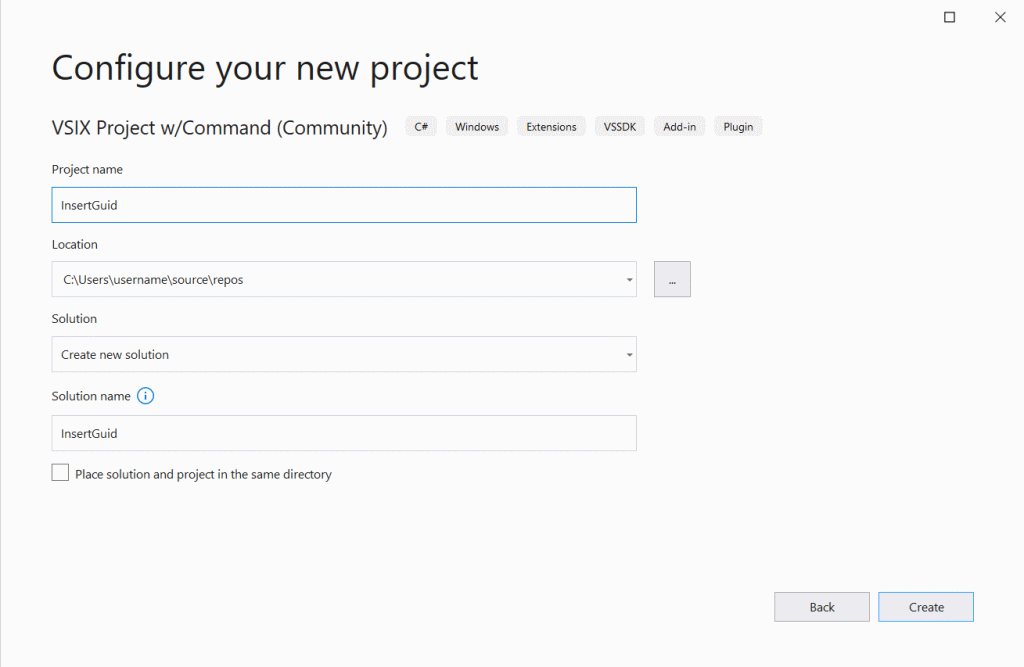 Configure your new project
VSIX Project w/Command (Community) C# Windows Extensions VSSDK Add-in Plugin
Project name
InsertGuid
Location
C:\Users\username\source\repos
...
Solution
Create new solution
Solution name
InsertGuid
Place solution and project in the same directory
Back Create